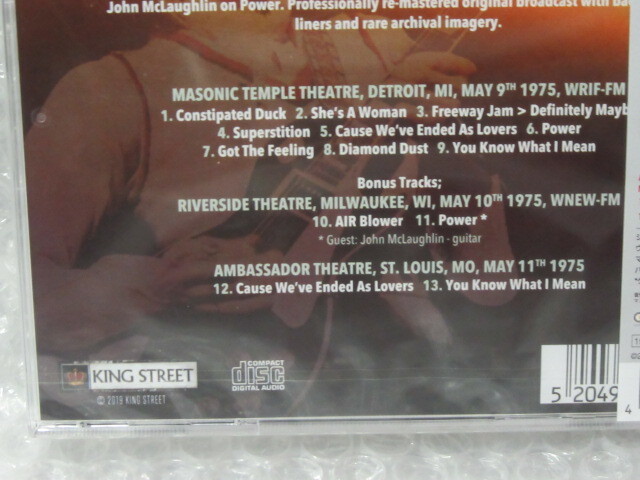 John McLaughlin on Power. Professionally re-mastered original broadcast with
liners and rare archival imagery.
MASONIC TEMPLE THEATRE, DETROIT, MI, MAY 9TH 1975, WRIF-FM
1. Constipated Duck 2. She's A Woman 3. Freeway Jam > Definitely Mayb
4. Superstition 5. Cause We've Ended As Lovers 6. Power
7. Got The Feeling 8. Diamond Dust 9. You Know What I Mean
Bonus Tracks;
RIVERSIDE THEATRE, MILWAUKEE, WI, MAY 10TH 1975, WNEW-FM
10. AIR Blower 11. Power *
* Guest: John McLaughlin - guitar
AMBASSADOR THEATRE, ST. LOUIS, MO, MAY 11TH 1975
12. Cause We've Ended As Lovers 13. You Know What I Mean
KING STREET
© 2019 KING STREET
COMPACT
disc
DIGITAL AUDIO
5 2049
4